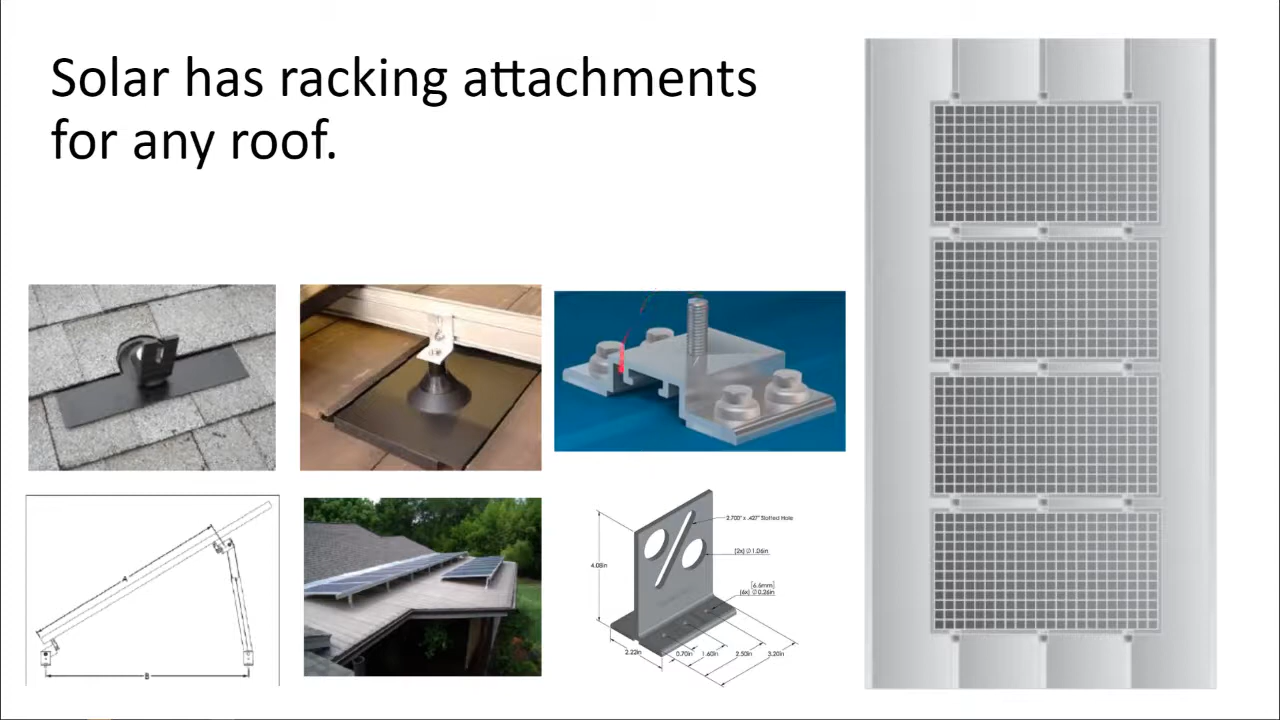 Solar has racking attachments
for any roof.
A
B
2.700" x .427" Slotted Hole
4.08in
(2x) ∅1.06in
[6.6mm]
(6x) ∅0.26in
2.22in
0.70in
1.60in
2.50in
3.20in